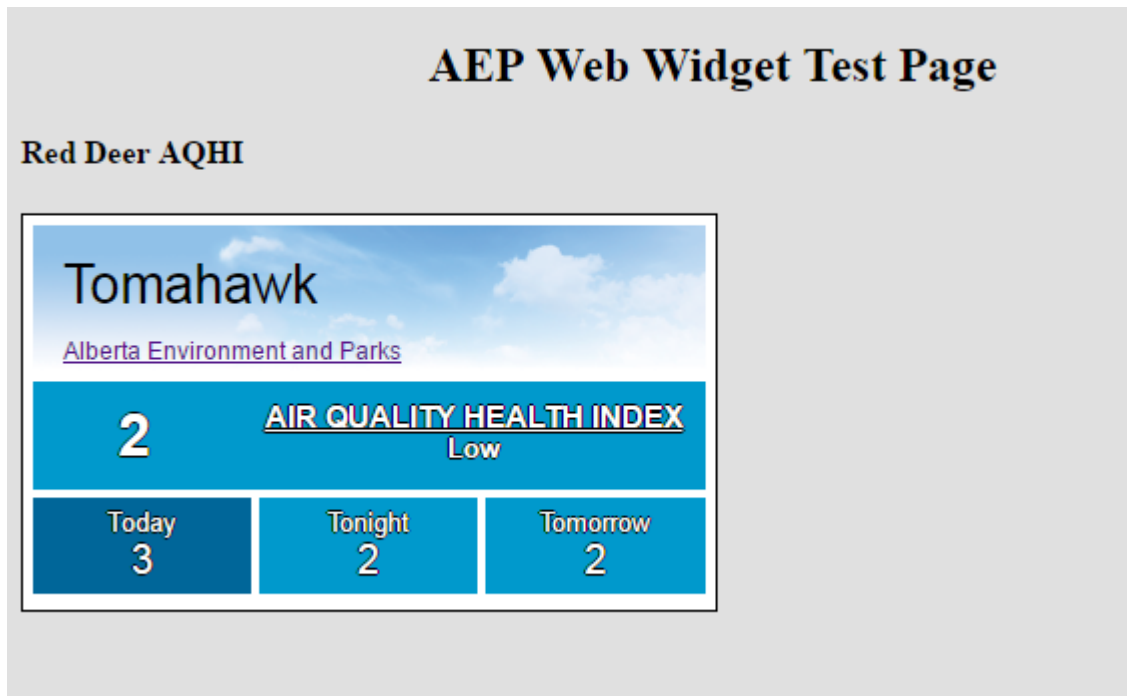 AEP Web Widget Test Page
Red Deer AQHI
Tomahawk
Alberta Environment and Parks
2
AIR QUALITY HEALTH INDEX
Low
Today
3
Tonight
2
Tomorrow
2